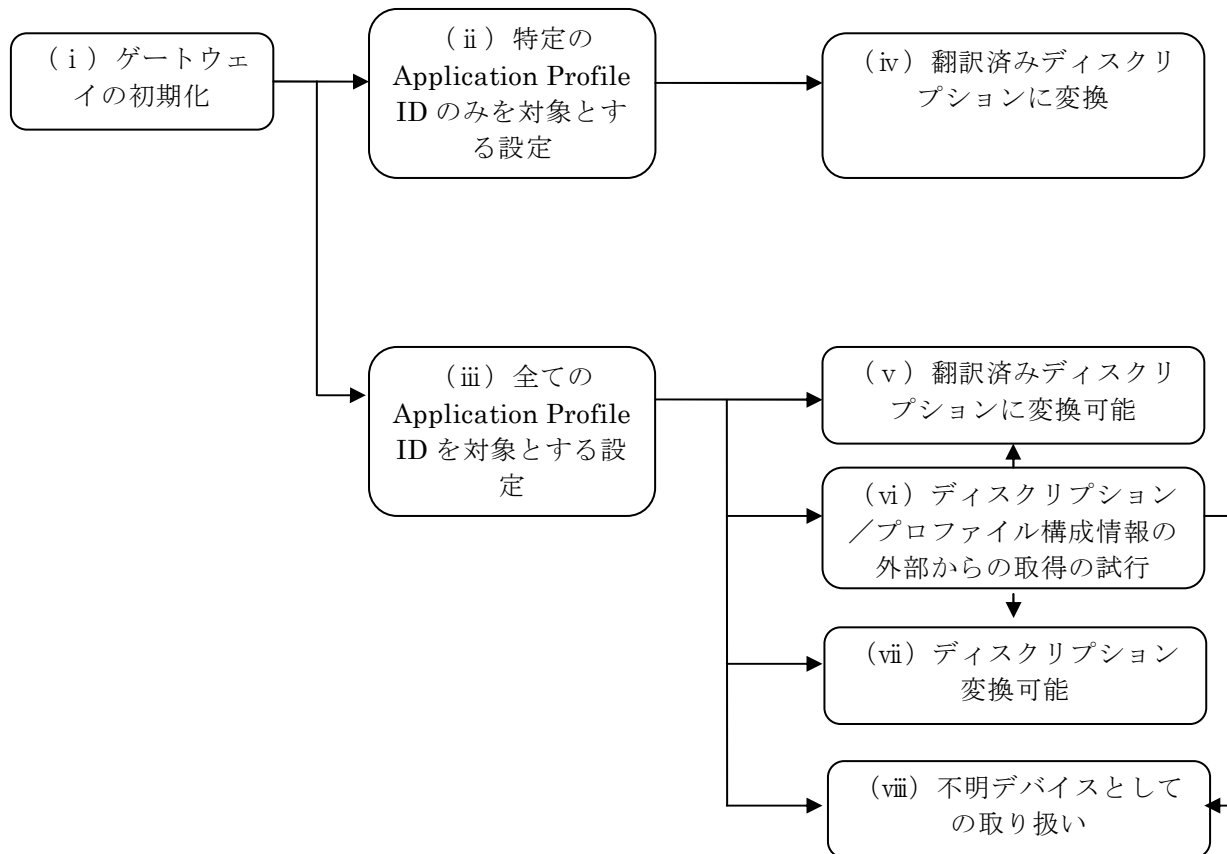 （ⅰ）ゲートウェ
イの初期化
（ⅱ）特定の
Application Profile
ID のみを対象とす
る設定
（ⅳ）翻訳済みディスクリ
プションに変換
（ⅲ）全ての
Application Profile
ID を対象とする設
定
（ⅴ）翻訳済みディスクリ
プションに変換可能
（ⅵ）ディスクリプション
／プロファイル構成情報の
外部からの取得の試行
（ⅶ）ディスクリプション
変換可能
（ⅷ）不明デバイスとして
の取り扱い